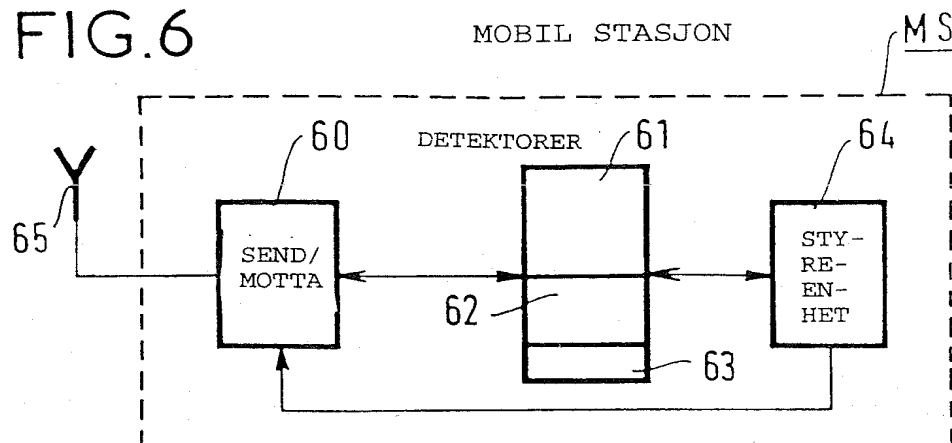 FIG.6
MOBIL STASJON
MS
DETEKTORER
60
61
64
65
SEND/
MOTTA
STY-
RE-
EN-
HET
62
63